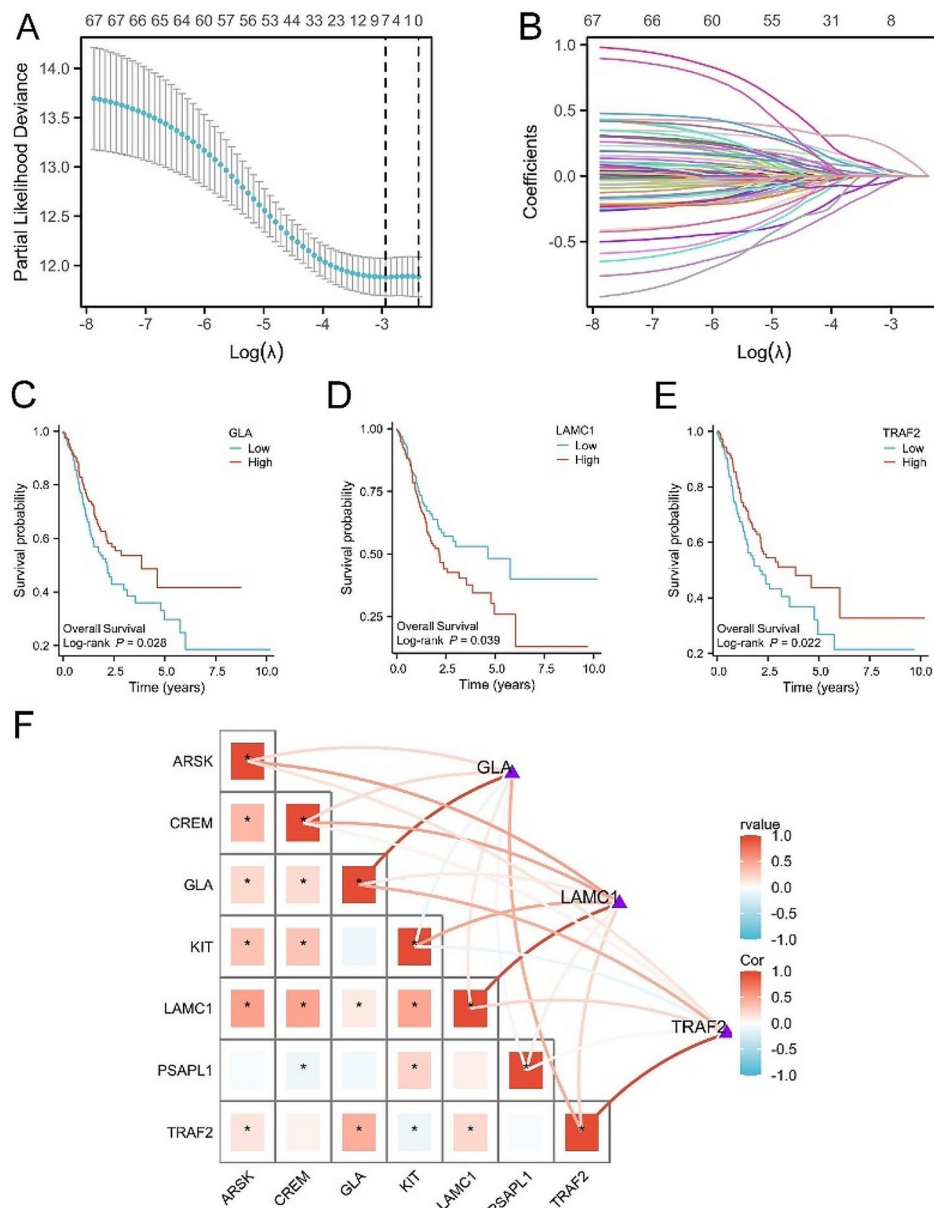 A
67 67 66 66 65 64 60 57 56 53 44 33 23 12 9 7 4 1 0
Partial Likelihood Deviance
14.0
13.5
13.0
12.5
12.0
-8 -7 -6 -5 -4 -3
Log(λ)
B
67 66 60 55 31 8
Coefficients
1.0
0.5
0.0
-0.5
-8 -7 -6 -5 -4 -3
Log(λ)
C
GLA
Low
High
Survival probability
1.0
0.8
0.6
0.4
0.2
Overall Survival
Log-rank P = 0.028
0.0 2.5 5.0 7.5 10.0
Time (years)
D
LAMC1
Low
High
Survival probability
1.00
0.75
0.50
0.25
Overall Survival
Log-rank P = 0.039
0.0 2.5 5.0 7.5 10.0
Time (years)
E
TRAF2
Low
High
Survival probability
1.0
0.8
0.6
0.4
0.2
Overall Survival
Log-rank P = 0.022
0.0 2.5 5.0 7.5 10.0
Time (years)
F
ARSK *
CREM * *
GLA * * *
KIT * * *
LAMC1 * * * * *
PSAPL1 * * *
TRAF2 * * * * *
ARSK CREM GLA KIT LAMC1 PSAPL1 TRAF2
GLA
LAMC1
TRAF2
rvalue
1.0
0.5
0.0
-0.5
-1.0
Cor
1.0
0.5
0.0
-0.5
-1.0